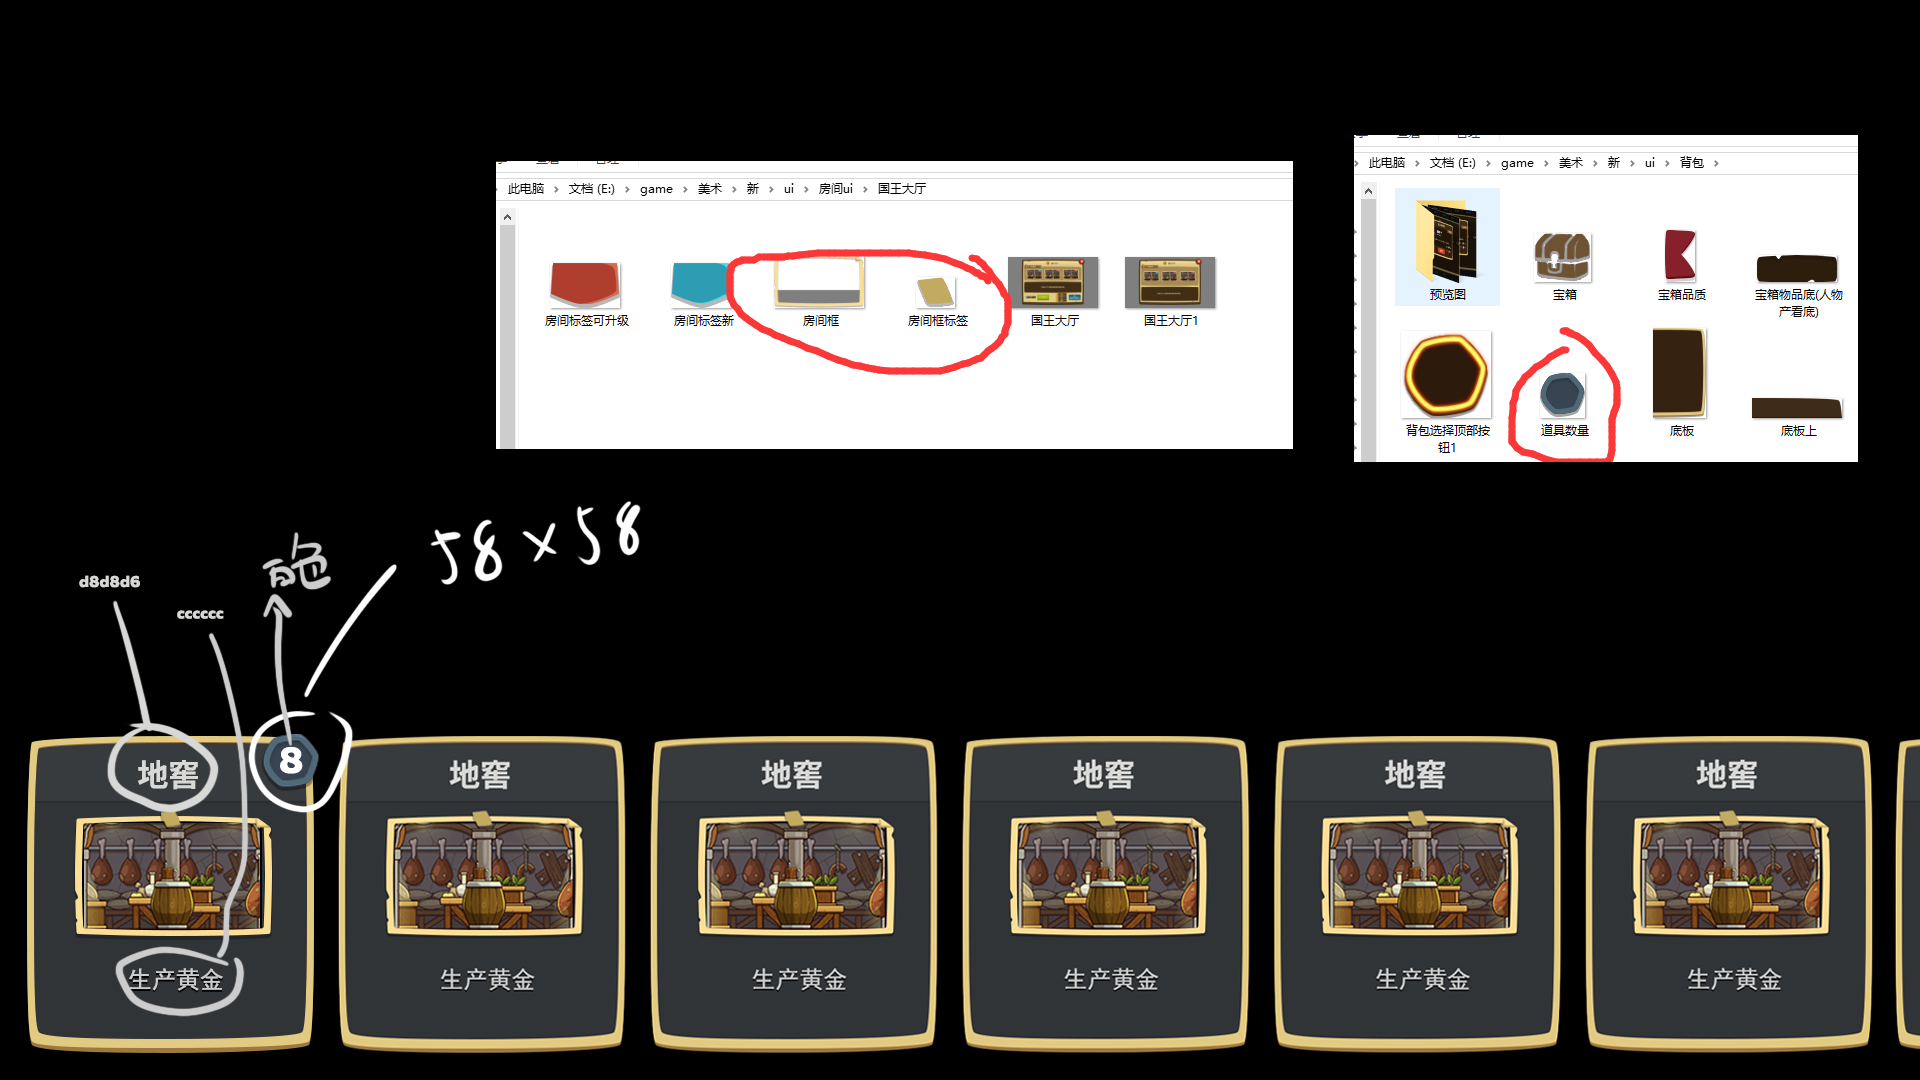 此电脑 › 文档 (E:) › game › 美术 › 新 › ui › 房间ui › 国王大厅
房间标签可升级
房间标签新
房间框
房间框标签
国王大厅
国王大厅1
此电脑 › 文档 (E:) › game › 美术 › 新 › ui › 背包 ›
预览图
宝箱
宝箱品质
宝箱物品底(人物
产看底)
背包选择顶部按
钮1
道具数量
底板
底板上
58×58
d8d8d6
cccccc
8
地窖
地窖
地窖
地窖
地窖
地窖
生产黄金
生产黄金
生产黄金
生产黄金
生产黄金
生产黄金